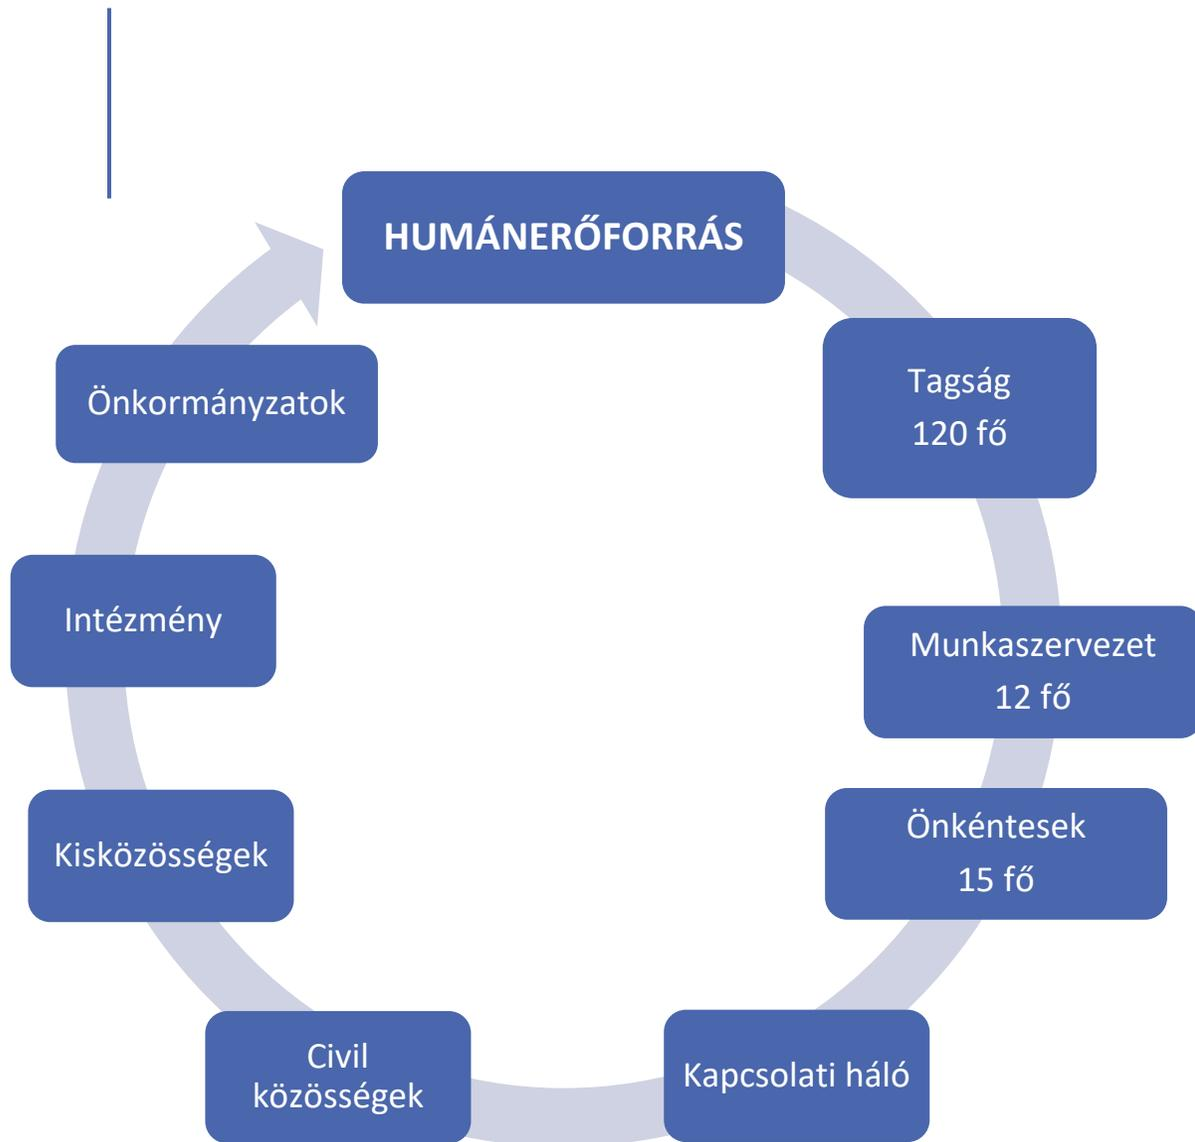 HUMÁNERŐFORRÁS
Tagság
120 fő
Munkaszervezet
12 fő
Önkéntesek
15 fő
Kapcsolati háló
Civil
közösségek
Kisközösségek
Intézmény
Önkormányzatok